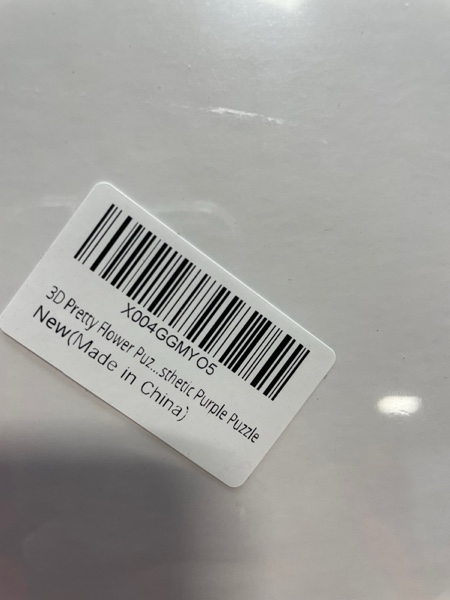 X004GGMYO5
3D Pretty Flower Puz...sthetic Purple Puzzle
New(Made in China)